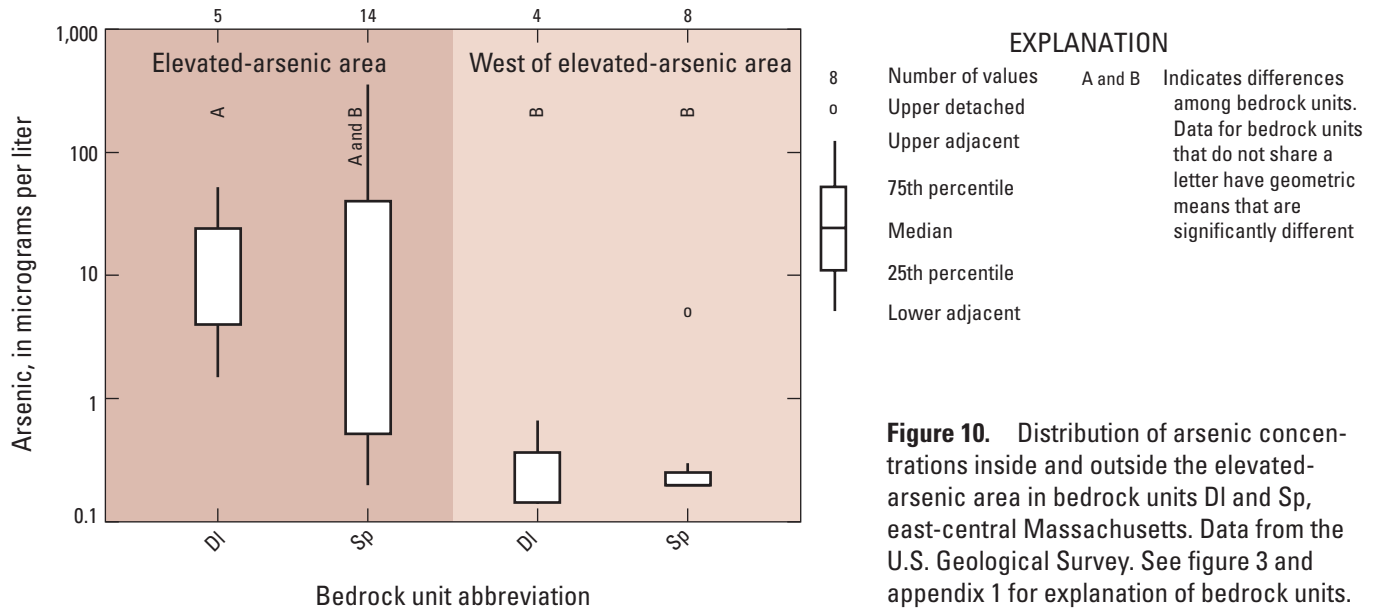 5 14 4 8
1,000
100
10
1
0.1
Arsenic, in micrograms per liter
Elevated-arsenic area
West of elevated-arsenic area
A
A and B
B
B
o
Dl Sp Dl Sp
Bedrock unit abbreviation
EXPLANATION
8 Number of values
o Upper detached
Upper adjacent
75th percentile
Median
25th percentile
Lower adjacent
A and B Indicates differences
among bedrock units.
Data for bedrock units
that do not share a
letter have geometric
means that are
significantly different
Figure 10. Distribution of arsenic concen-
trations inside and outside the elevated-
arsenic area in bedrock units Dl and Sp,
east-central Massachusetts. Data from the
U.S. Geological Survey. See figure 3 and
appendix 1 for explanation of bedrock units.